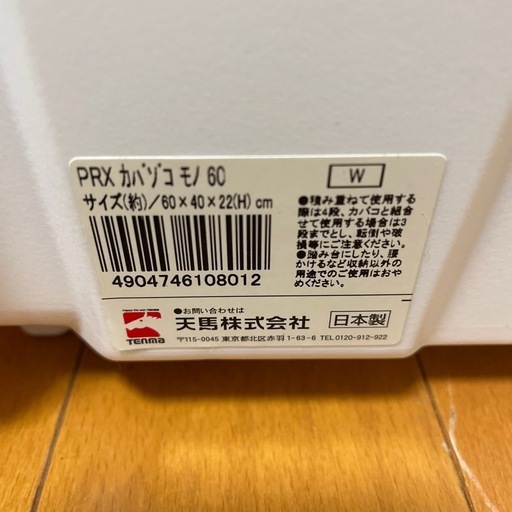 PRX カバゾコ モノ 60
W
サイズ(約)/60×40×22(H) cm
4904746108012
●積み重ねて使用する
際は4段、カバコと組合
せて使用する場合は3
段までとし、転倒や破
損等にご注意ください。
●踏み台にしたり、腰
かけるなど収納以外の
用途でのご使用はおや
めください。
TENMA
●お問い合わせは
天馬株式会社
日本製
〒115-0045 東京都北区赤羽 1-63-6 TEL0120-912-922